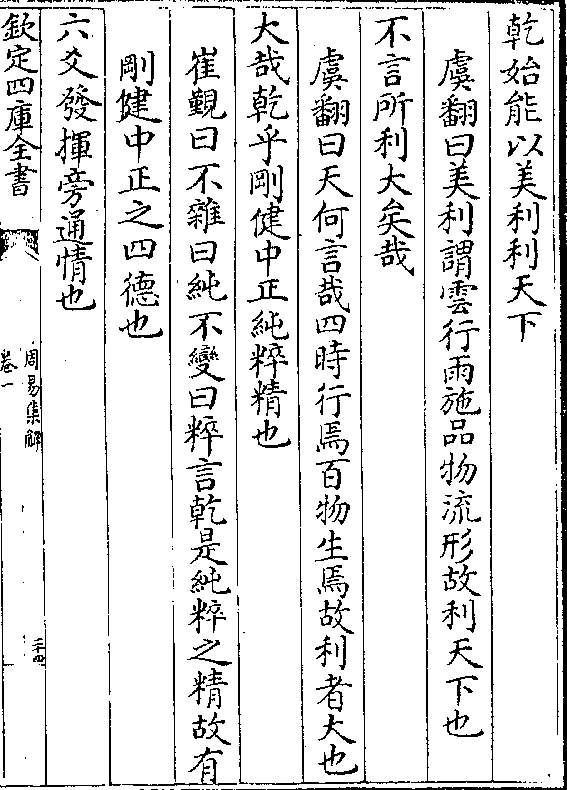 乾始能以美利利天下
虞翻曰美利謂雲行雨施品物流形故利天下也
不言所利大矣哉
虞翻曰天何言哉四時行焉百物生焉故利者大也
大哉乾乎剛健中正純粹精也
崔覲曰不雜曰純不變曰粹言乾是純粹之精故有
剛健中正之四德也
六爻發揮旁通情也
欽定四庫全書
周易集解
卷一
二十四